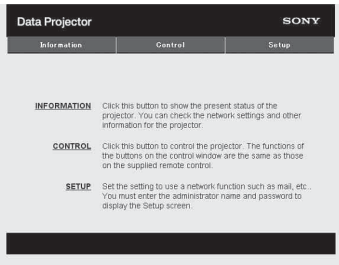 Data Projector
SONY
Information Control Setup
INFORMATION Click this button to show the present status of the
projector. You can check the network settings and other
information for the projector.
CONTROL Click this button to control the projector. The functions of
the buttons on the control window are the same as those
on the supplied remote control.
SETUP Set the setting to use a network function such as mail, etc..
You must enter the administrator name and password to
display the Setup screen.